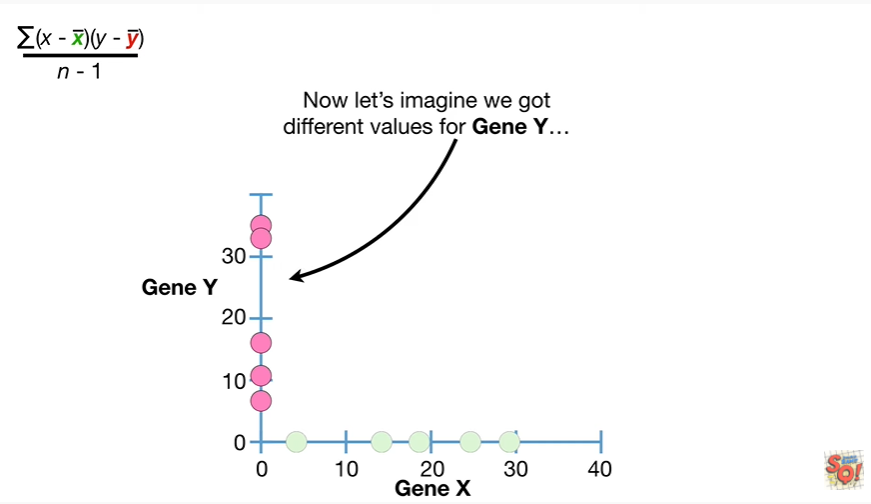 ∑(x - x̄)(y - ȳ)
n - 1
Now let's imagine we got
different values for Gene Y…
30
Gene Y
20
10
0
0 10 20 30 40
Gene X
SO!